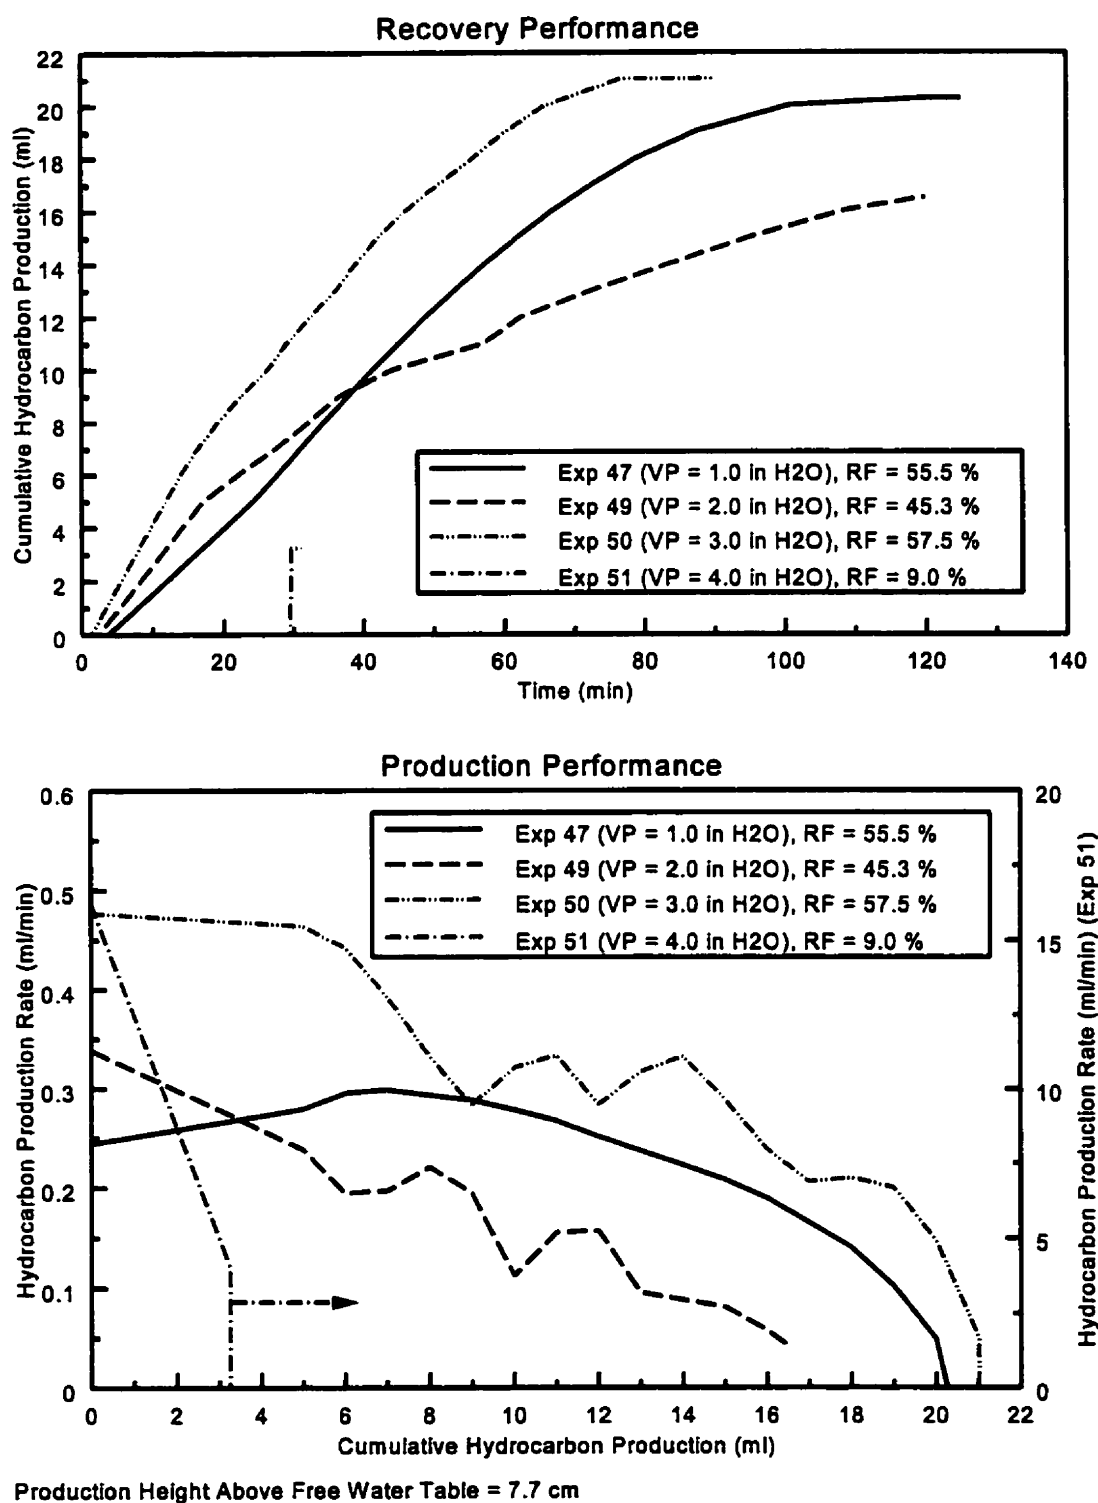 Recovery Performance
22
20
18
16
14
12
10
8
6
4
2
0
Cumulative Hydrocarbon Production (ml)
Exp 47 (VP = 1.0 in H2O), RF = 55.5 %
Exp 49 (VP = 2.0 in H2O), RF = 45.3 %
Exp 50 (VP = 3.0 in H2O), RF = 57.5 %
Exp 51 (VP = 4.0 in H2O), RF = 9.0 %
0 20 40 60 80 100 120 140
Time (min)
Production Performance
0.6
0.5
0.4
0.3
0.2
0.1
0
Hydrocarbon Production Rate (ml/min)
Exp 47 (VP = 1.0 in H2O), RF = 55.5 %
Exp 49 (VP = 2.0 in H2O), RF = 45.3 %
Exp 50 (VP = 3.0 in H2O), RF = 57.5 %
Exp 51 (VP = 4.0 in H2O), RF = 9.0 %
20
15
10
5
0
Hydrocarbon Production Rate (ml/min) (Exp 51)
0 2 4 6 8 10 12 14 16 18 20 22
Cumulative Hydrocarbon Production (ml)
Production Height Above Free Water Table = 7.7 cm